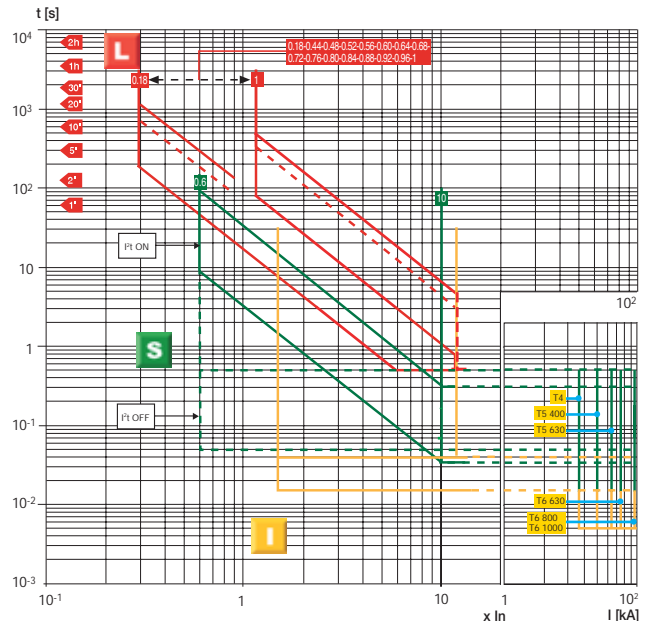 t [s]
10⁴
2h
L
0.18-0.44-0.48-0.52-0.56-0.60-0.64-0.68-
0.72-0.76-0.80-0.84-0.88-0.92-0.96-1
1h
0.18
1
30'
20'
10³
10'
5'
10²
2'
0.6
10
1'
I²t ON
10
10²
1
S
T4
I²t OFF
T5 400
10⁻¹
T5 630
10⁻²
T6 630
I
T6 800
T6 1000
10⁻³
10⁻¹
1
10
1
10²
x In
I [kA]